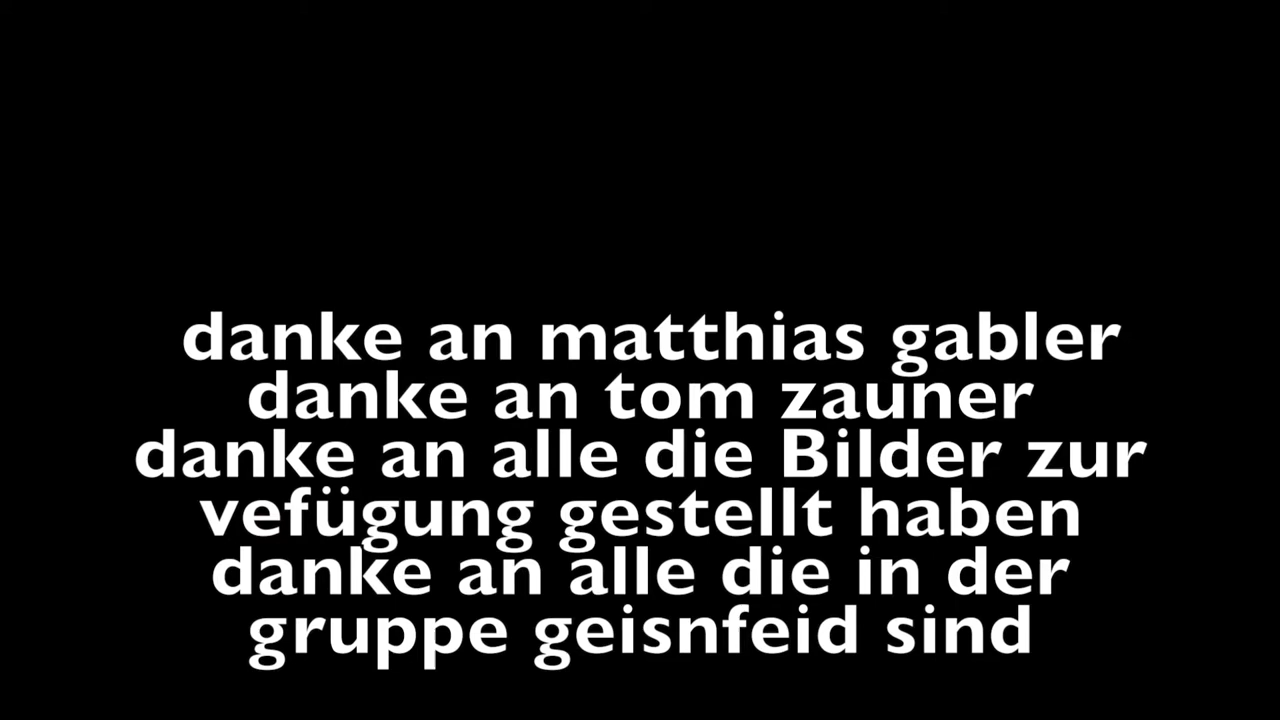 danke an matthias gabler
danke an tom zauner
danke an alle die Bilder zur
vefügung gestellt haben
danke an alle die in der
gruppe geisnfeid sind